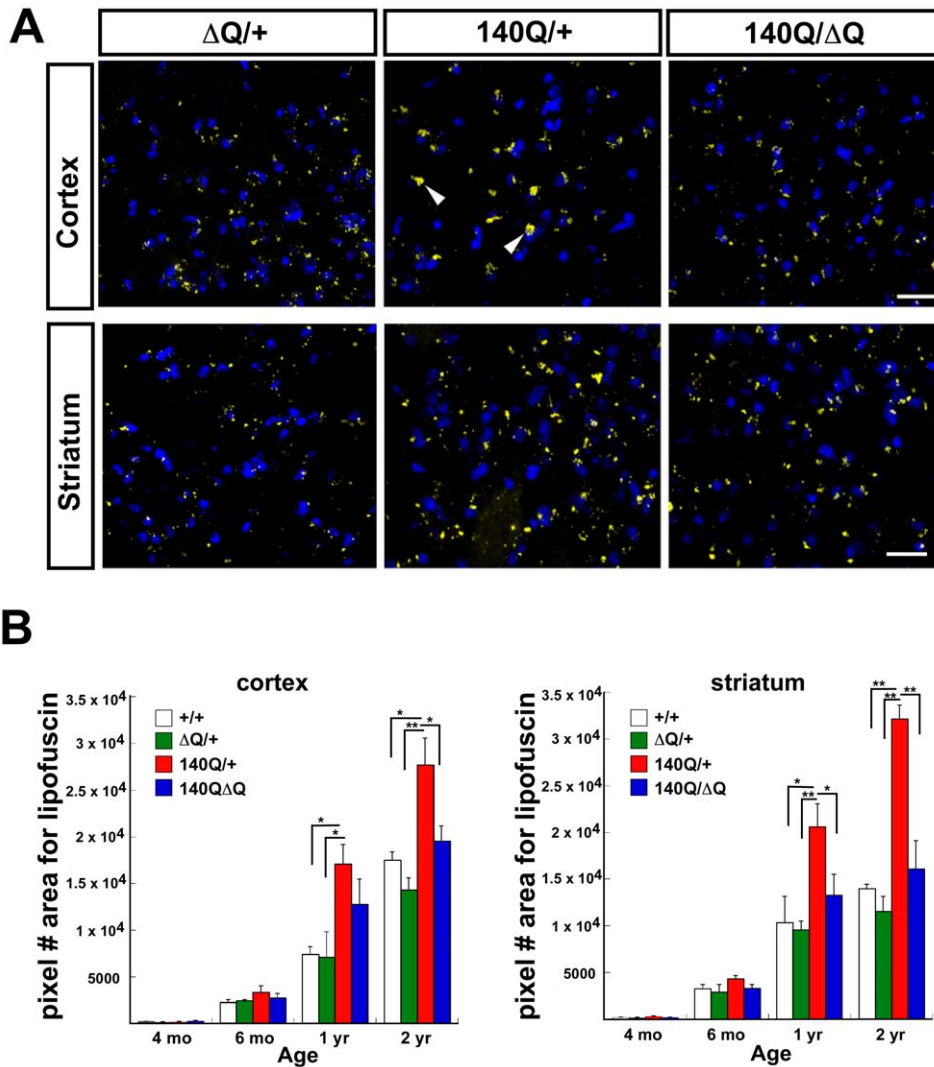 A
ΔQ/+ 140Q/+ 140Q/ΔQ
Cortex
Striatum
B
cortex
pixel # area for lipofuscin
3.5 x 10⁴
3 x 10⁴
2.5 x 10⁴
2 x 10⁴
1.5 x 10⁴
1 x 10⁴
5000
+/+
ΔQ/+
140Q/+
140QΔQ
*
*
*
**
*
4 mo 6 mo 1 yr 2 yr
Age
striatum
pixel # area for lipofuscin
3.5 x 10⁴
3 x 10⁴
2.5 x 10⁴
2 x 10⁴
1.5 x 10⁴
1 x 10⁴
5000
+/+
ΔQ/+
140Q/+
140Q/ΔQ
*
** *
**
** **
4 mo 6 mo 1 yr 2 yr
Age